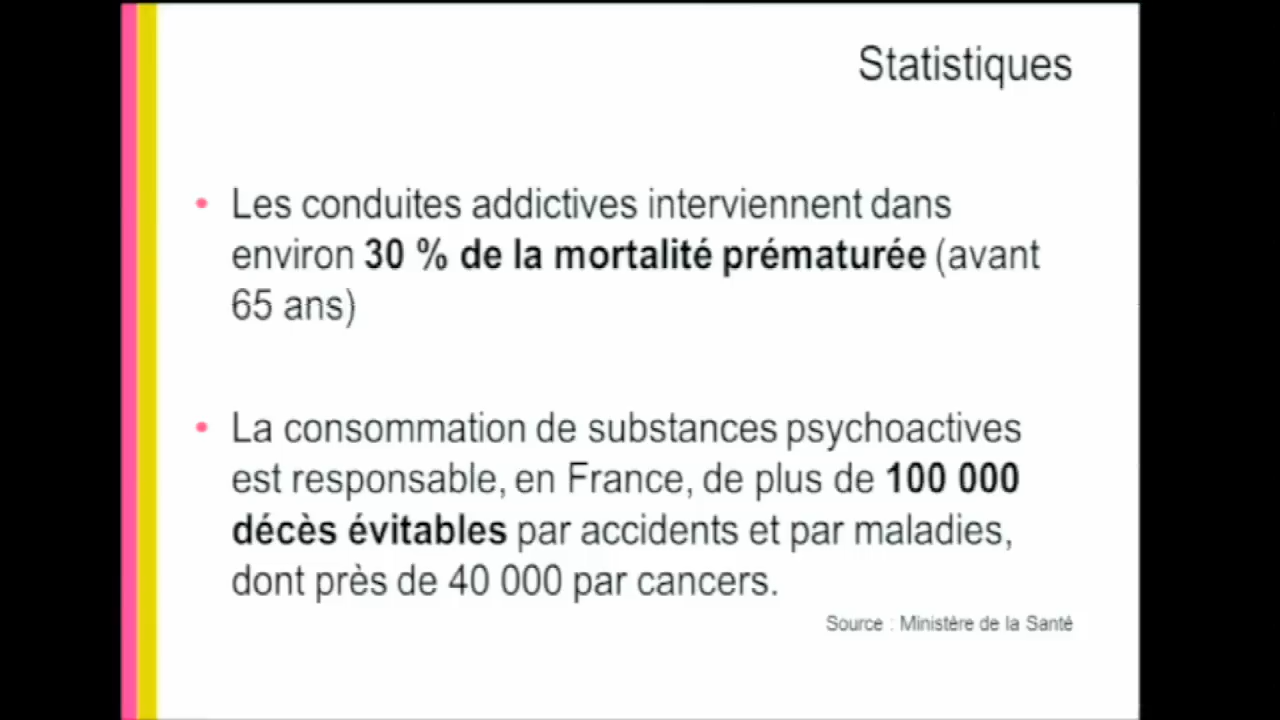 Statistiques
• Les conduites addictives interviennent dans
environ 30 % de la mortalité prématurée (avant
65 ans)
• La consommation de substances psychoactives
est responsable, en France, de plus de 100 000
décès évitables par accidents et par maladies,
dont près de 40 000 par cancers.
Source : Ministère de la Santé